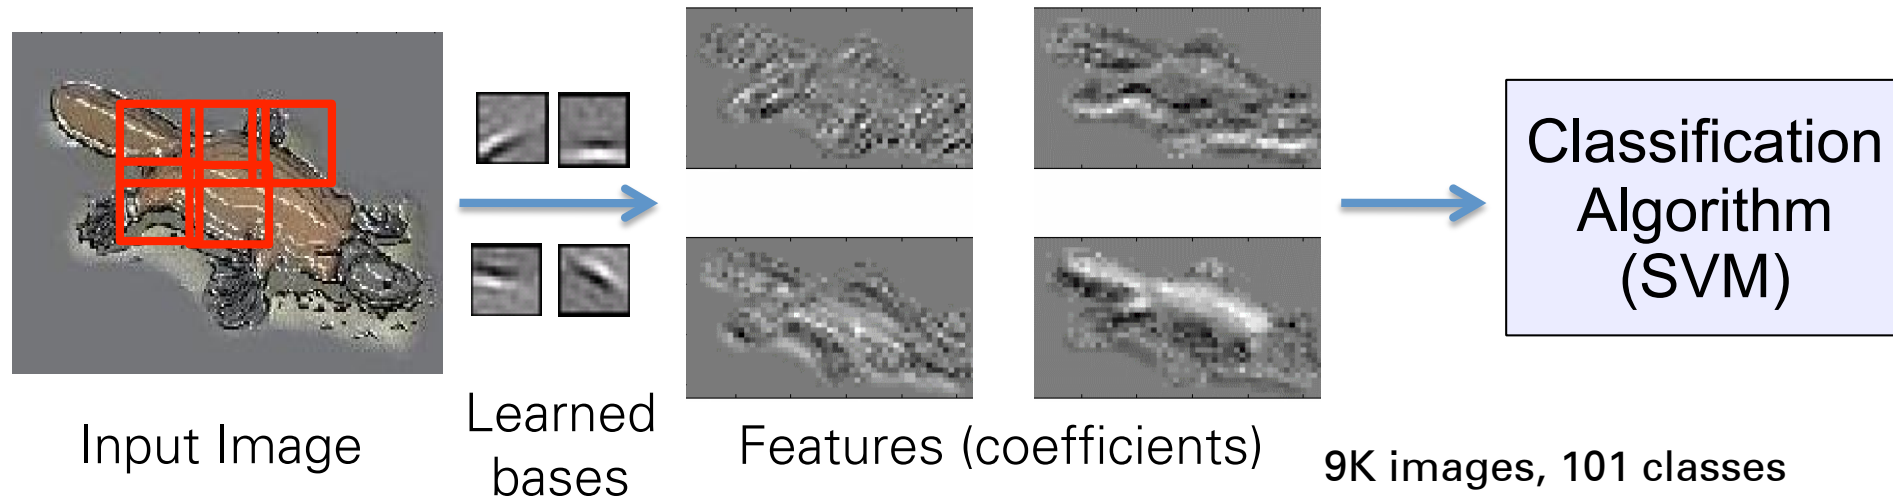 Input Image
Learned
bases
Features (coefficients)
Classification
Algorithm
(SVM)
9K images, 101 classes